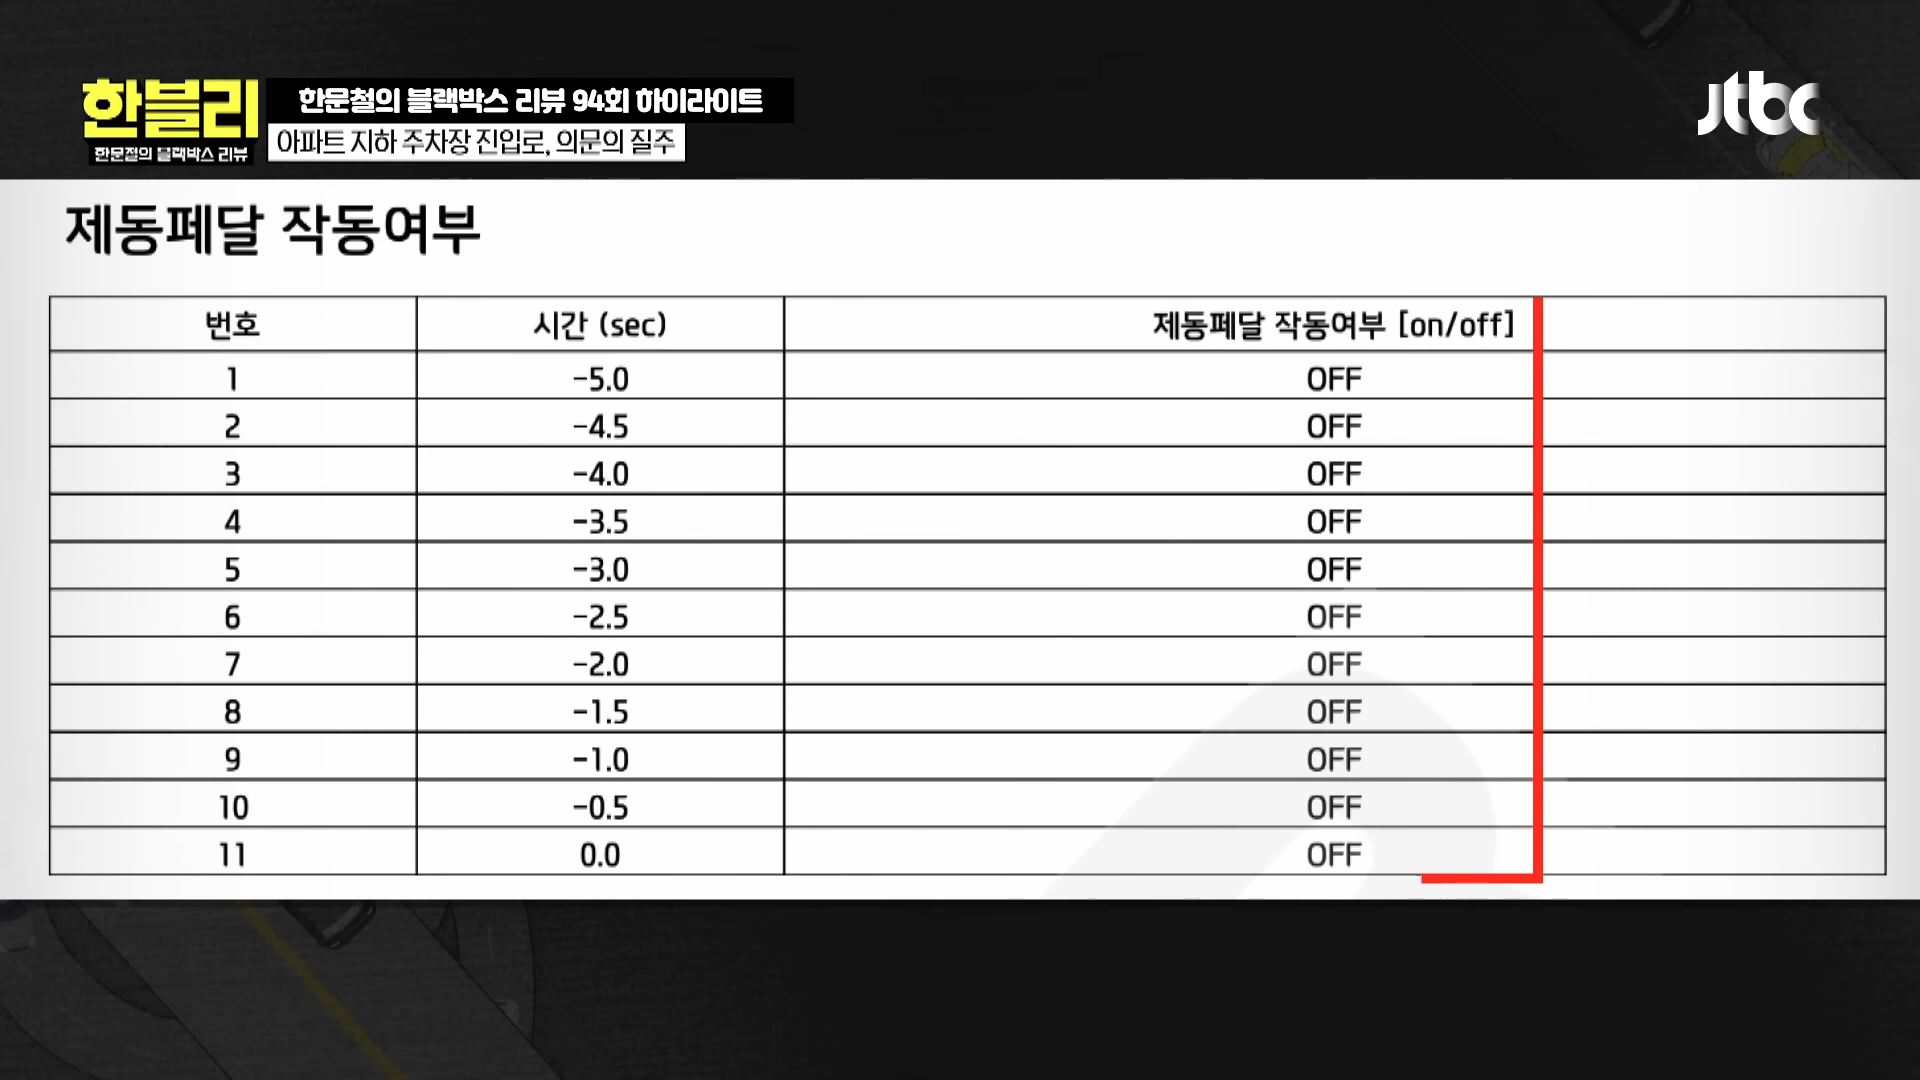 한블리
한문철의 블랙박스 리뷰
한문철의 블랙박스 리뷰 94회 하이라이트
아파트 지하 주차장 진입로, 의문의 질주
jtbc
제동페달 작동여부
번호 시간 (sec) 제동페달 작동여부 [on/off]
1 -5.0 OFF
2 -4.5 OFF
3 -4.0 OFF
4 -3.5 OFF
5 -3.0 OFF
6 -2.5 OFF
7 -2.0 OFF
8 -1.5 OFF
9 -1.0 OFF
10 -0.5 OFF
11 0.0 OFF